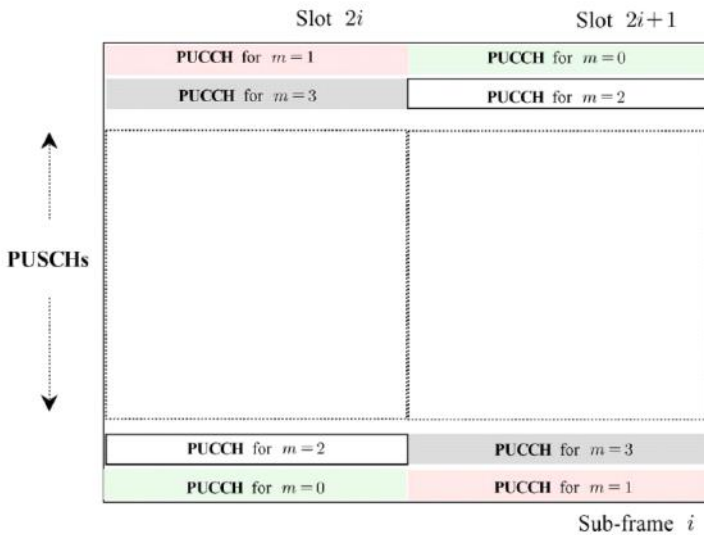 Slot 2i Slot 2i+1
PUCCH for m=1 PUCCH for m=0
PUCCH for m=3 PUCCH for m=2
PUSCHs
PUCCH for m=2 PUCCH for m=3
PUCCH for m=0 PUCCH for m=1
Sub-frame i